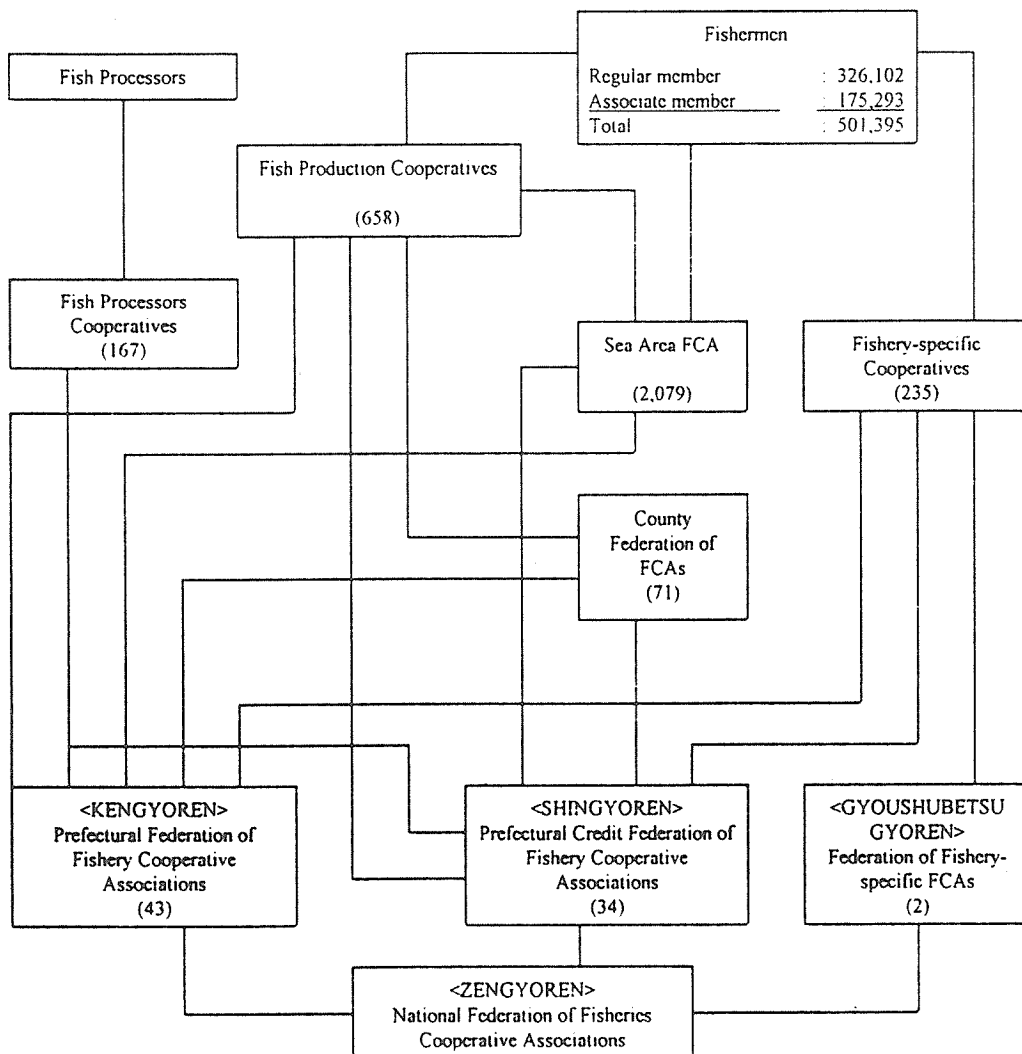 Fishermen
Regular member : 326,102
Associate member : 175,293
Total : 501,395
Fish Processors
Fish Production Cooperatives
(658)
Fish Processors
Cooperatives
(167)
Sea Area FCA
(2,079)
Fishery-specific
Cooperatives
(235)
County
Federation of
FCAs
(71)
<KENGYOREN>
Prefectural Federation of
Fishery Cooperative
Associations
(43)
<SHINGYOREN>
Prefectural Credit Federation of
Fishery Cooperative
Associations
(34)
<GYOUSHUBETSU
GYOREN>
Federation of Fishery-
specific FCAs
(2)
<ZENGYOREN>
National Federation of Fisheries
Cooperative Associations